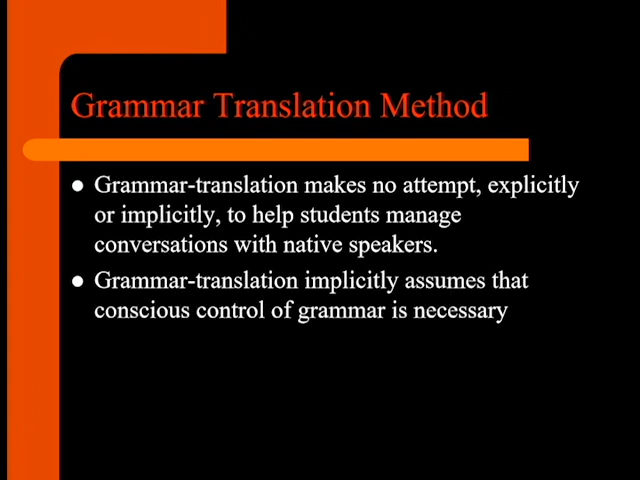 Grammar Translation Method
Grammar-translation makes no attempt, explicitly
or implicitly, to help students manage
conversations with native speakers.
Grammar-translation implicitly assumes that
conscious control of grammar is necessary